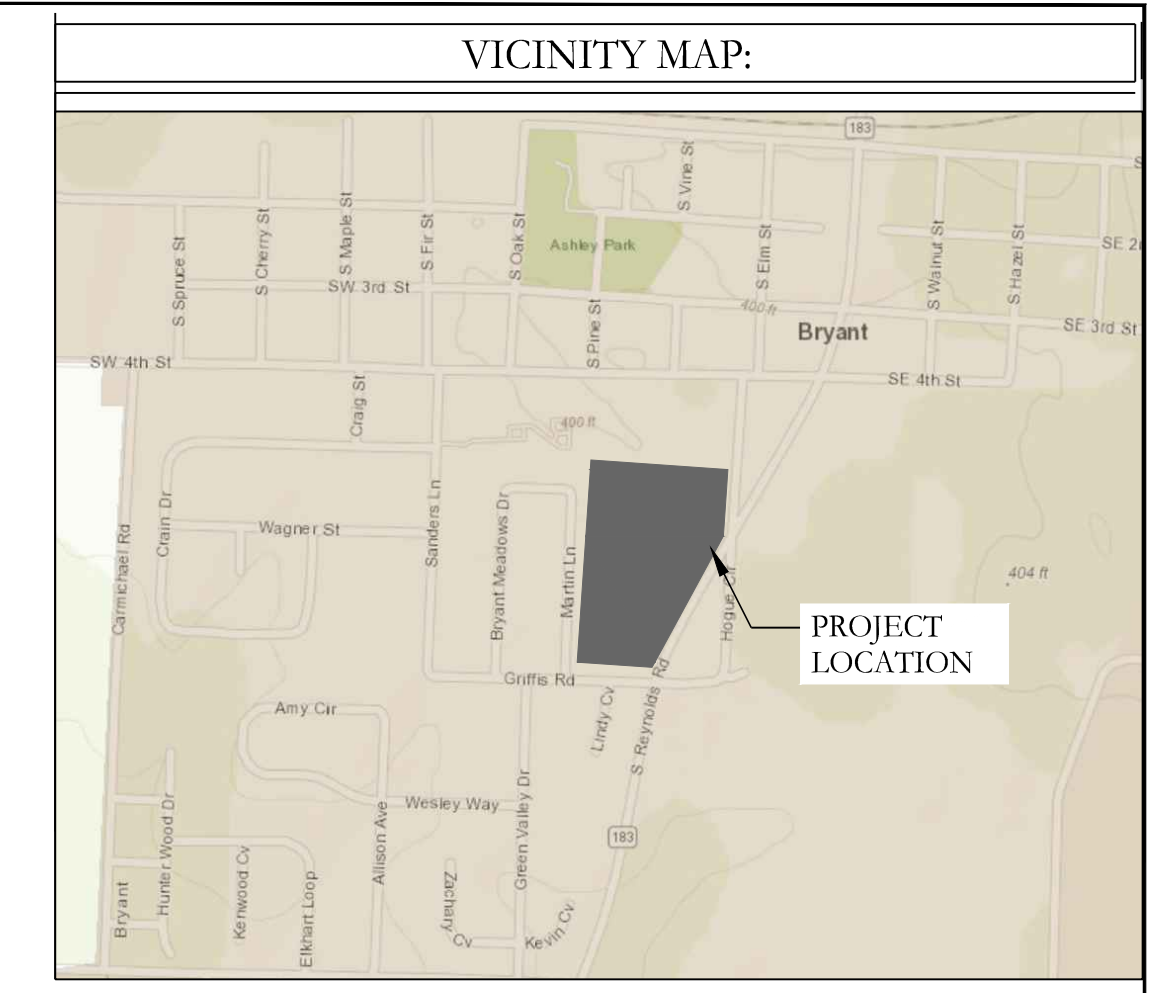 VICINITY MAP:
183
S Vine St
S Cherry St
S Maple St
S Fir St
S Oak St
Ashley Park
S Elm St
S Walnut St
S Hazel St
SE 2
S Spruce St
SW 3rd St
400 ft
S Pine St
Bryant
SE 3rd St
SW 4th St
SE 4th St
Craig St
400 ft
Crain Dr
Wagner St
Sanders Ln
Bryant Meadows Dr
Martin Ln
Carmichael Rd
Hogue Cir
404 ft
PROJECT
LOCATION
Griffis Rd
Lindy Cv
S Reynolds Rd
Amy Cir
Wesley Way
Green Valley Dr
Allison Ave
Hunter Wood Dr
183
Bryant
Kenwood Cv
Elkhart Loop
Zachary
Cv
Kevin Cv